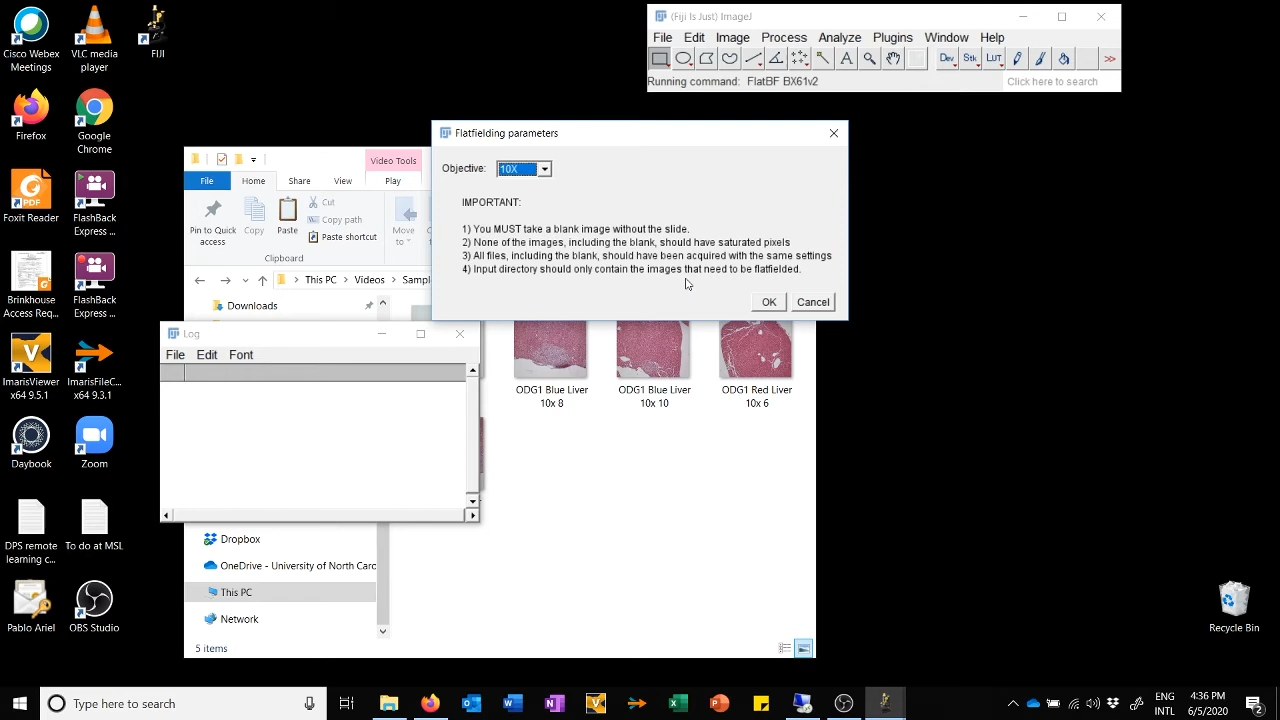 Cisco Webex
Meetings
VLC media
player
FIJI
Firefox
Google
Chrome
Foxit Reader
FlashBack
Express ...
Brinkhouse
Access Req...
FlashBack
Express ...
ImarisViewer
x64 9.5.1
ImarisFileC...
x64 9.3.1
Daybook
Zoom
DPS remote
learning c...
To do at MSL
Pablo Ariel
OBS Studio
(Fiji Is Just) ImageJ
File Edit Image Process Analyze Plugins Window Help
Dev Stk LUT >>
Running command: FlatBF BX61v2
Click here to search
Flatfielding parameters
Objective: 10X
IMPORTANT:
1) You MUST take a blank image without the slide.
2) None of the images, including the blank, should have saturated pixels
3) All files, including the blank, should have been acquired with the same settings
4) Input directory should only contain the images that need to be flatfielded.
OK Cancel
Video Tools
File Home Share View Play
Pin to Quick
access
Copy
Paste
Cut
Copy path
Paste shortcut
Move
to
Clipboard
This PC > Videos > Sampl
Downloads
Log
File Edit Font
ODG1 Blue Liver
10x 8
ODG1 Blue Liver
10x 10
ODG1 Red Liver
10x 6
Dropbox
OneDrive - University of North Caro
This PC
Network
5 items
Recycle Bin
Type here to search
ENG
INTL
4:36 PM
6/5/2020
2